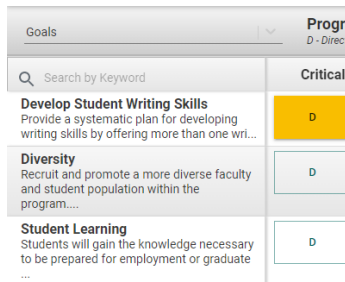 Goals
Progr
D - Direc
Search by Keyword
Critical
Develop Student Writing Skills
Provide a systematic plan for developing
writing skills by offering more than one wri...
D
Diversity
Recruit and promote a more diverse faculty
and student population within the
program....
D
Student Learning
Students will gain the knowledge necessary
to be prepared for employment or graduate
...
D